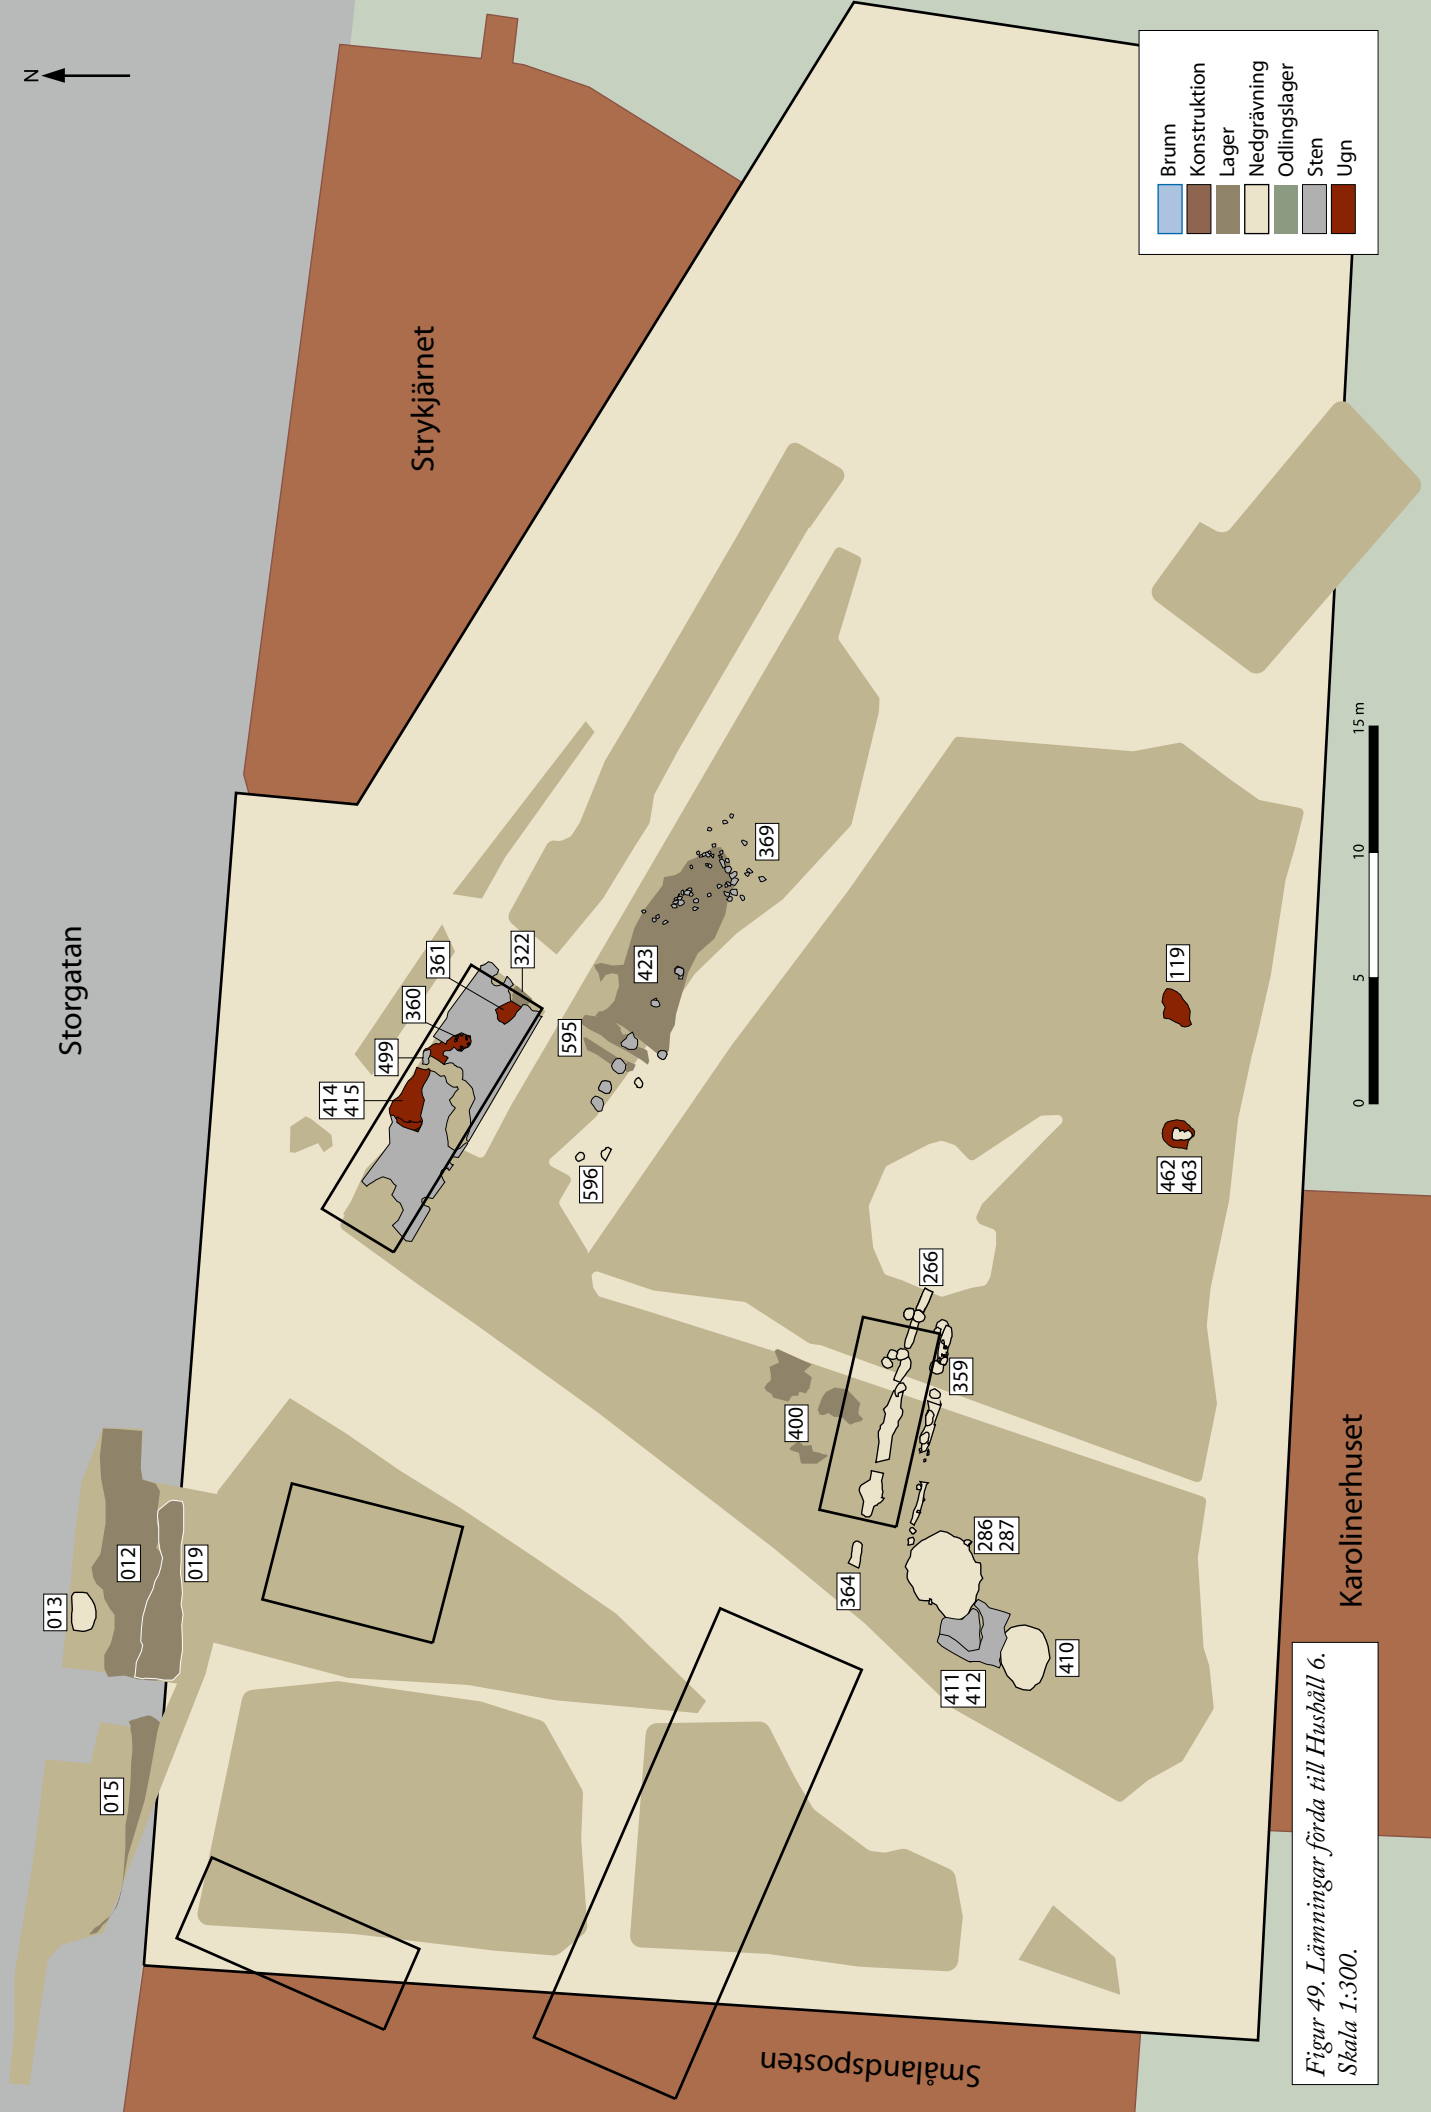 N
Storgatan
Strykjärnet
Brunn
Konstruktion
Lager
Nedgrävning
Odlingslager
Sten
Ugn
013
012
019
015
414
415
499
360
361
322
595
423
369
596
400
266
359
364
286
287
411
412
410
119
462
463
0
5
10
15 m
Smålandsposten
Karolinerhuset
Figur 49. Lämningar förda till Hushåll 6.
Skala 1:300.